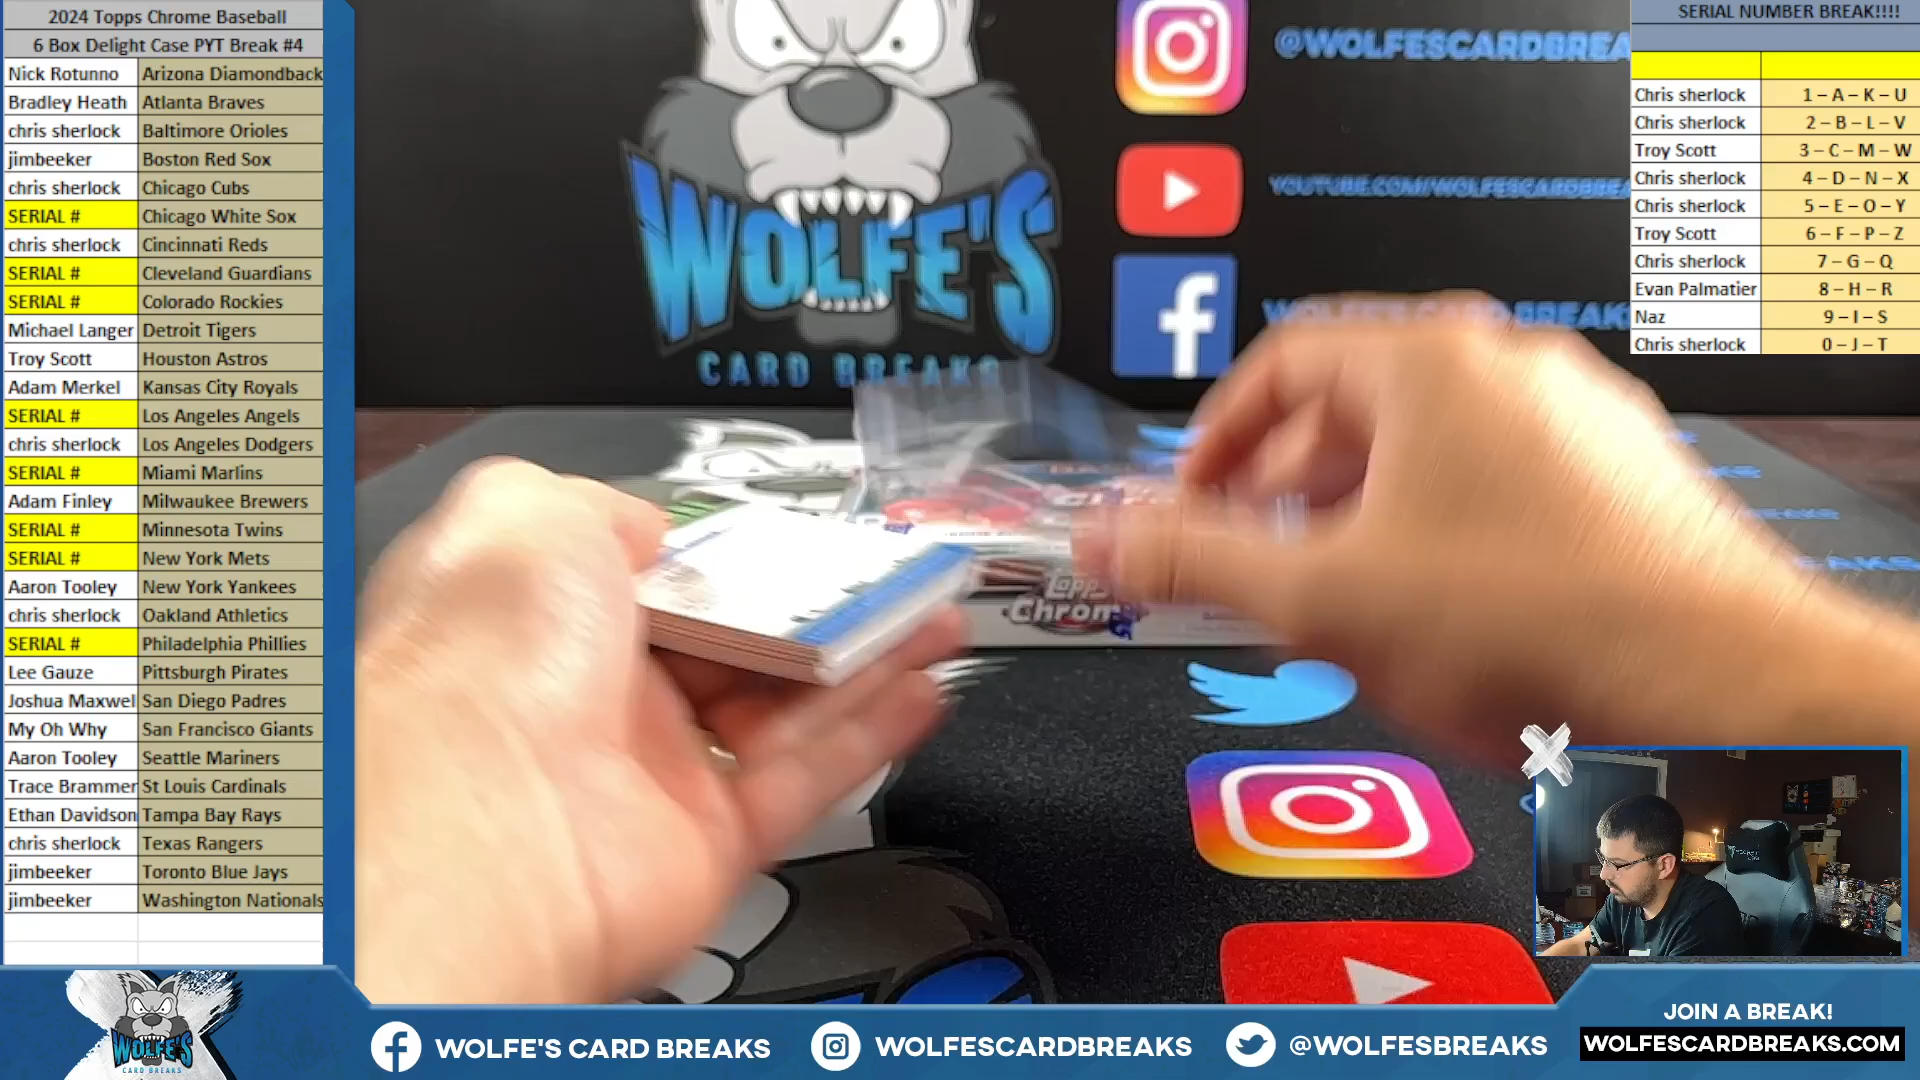 2024 Topps Chrome Baseball
6 Box Delight Case PYT Break #4
Nick Rotunno Arizona Diamondback
Bradley Heath Atlanta Braves
chris sherlock Baltimore Orioles
jimbeeker Boston Red Sox
chris sherlock Chicago Cubs
SERIAL # Chicago White Sox
chris sherlock Cincinnati Reds
SERIAL # Cleveland Guardians
SERIAL # Colorado Rockies
Michael Langer Detroit Tigers
Troy Scott Houston Astros
Adam Merkel Kansas City Royals
SERIAL # Los Angeles Angels
chris sherlock Los Angeles Dodgers
SERIAL # Miami Marlins
Adam Finley Milwaukee Brewers
SERIAL # Minnesota Twins
SERIAL # New York Mets
Aaron Tooley New York Yankees
chris sherlock Oakland Athletics
SERIAL # Philadelphia Phillies
Lee Gauze Pittsburgh Pirates
Joshua Maxwel San Diego Padres
My Oh Why San Francisco Giants
Aaron Tooley Seattle Mariners
Trace Brammer St Louis Cardinals
Ethan Davidson Tampa Bay Rays
chris sherlock Texas Rangers
jimbeeker Toronto Blue Jays
jimbeeker Washington Nationals
WOLFE'S
CARD BREAKS
@WOLFESCARDBREA
YOUTUBE.COM/WOLFESCARDBREA
WOLFE'S CARD BREAK
Topps
Chrome
SERIAL NUMBER BREAK!!!!
Chris sherlock 1 – A – K – U
Chris sherlock 2 – B – L – V
Troy Scott 3 – C – M – W
Chris sherlock 4 – D – N – X
Chris sherlock 5 – E – O – Y
Troy Scott 6 – F – P – Z
Chris sherlock 7 – G – Q
Evan Palmatier 8 – H – R
Naz 9 – I – S
Chris sherlock 0 – J – T
WOLFE'S
CARD BREAKS
WOLFE'S CARD BREAKS
WOLFESCARDBREAKS
@WOLFESBREAKS
JOIN A BREAK!
WOLFESCARDBREAKS.COM